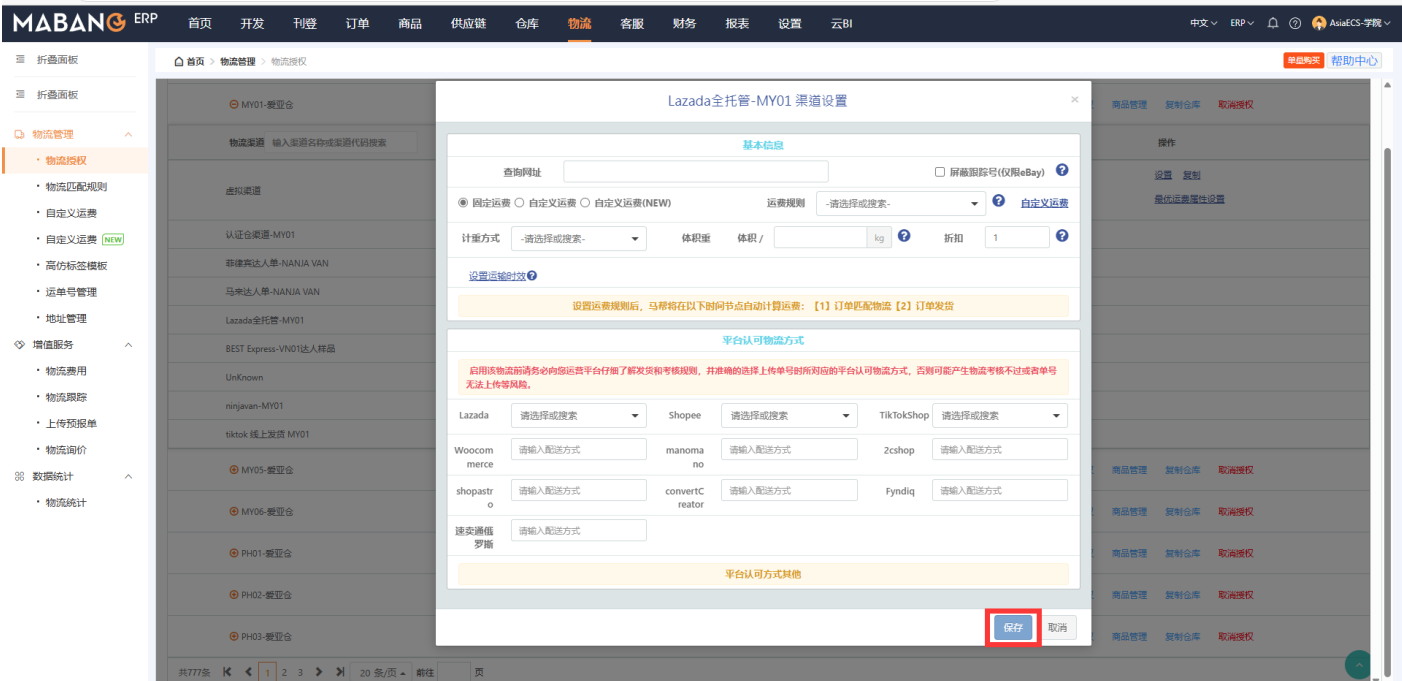 MABANG ERP
首页 开发 刊登 订单 商品 供应链 仓库 物流 客服 财务 报表 设置 云BI
中文 ERP AsiaECS-学院
折叠面板
首页 > 物流管理 > 物流授权
单品购买 帮助中心
折叠面板
物流管理
物流授权
物流匹配规则
自定义运费
自定义运费 NEW
高仿标签模板
运单号管理
地址管理
增值服务
物流费用
物流跟踪
上传预报单
物流询价
数据统计
物流统计
MY01-爱亚仓
商品管理 复制仓库 取消授权
物流渠道 输入渠道名称或渠道代码搜索
操作
虚拟渠道
设置 复制
最优运费属性设置
认证仓渠道-MY01
菲律宾达人单-NANJA VAN
马来达人单-NANJA VAN
Lazada全托管-MY01
BEST Express-VN01达人样品
UnKnown
ninjavan-MY01
tiktok 线上发货 MY01
MY05-爱亚仓
商品管理 复制仓库 取消授权
MY06-爱亚仓
商品管理 复制仓库 取消授权
PH01-爱亚仓
商品管理 复制仓库 取消授权
PH02-爱亚仓
商品管理 复制仓库 取消授权
PH03-爱亚仓
商品管理 复制仓库 取消授权
共777条 1 2 3 20 条/页 前往 页
Lazada全托管-MY01 渠道设置 ×
基本信息
查询网址
屏蔽跟踪号(仅限eBay) ?
固定运费 自定义运费 自定义运费(NEW) 运费规则 -请选择或搜索- ? 自定义运费
计重方式 -请选择或搜索- 体积重 体积 / kg ? 折扣 1 ?
设置运输时效 ?
设置运费规则后，马帮将在以下时间节点自动计算运费：【1】订单匹配物流【2】订单发货
平台认可物流方式
启用该物流前请务必向您运营平台仔细了解发货和考核规则，并准确的选择上传单号时所对应的平台认可物流方式，否则可能产生物流考核不过或者单号
无法上传等风险。
Lazada 请选择或搜索 Shopee 请选择或搜索 TikTokShop 请选择或搜索
Woocom 请输入配送方式 manoma 请输入配送方式 2cshop 请输入配送方式
merce no
shopastr 请输入配送方式 convertC 请输入配送方式 Fyndiq 请输入配送方式
o reator
速卖通俄 请输入配送方式
罗斯
平台认可方式其他
保存 取消